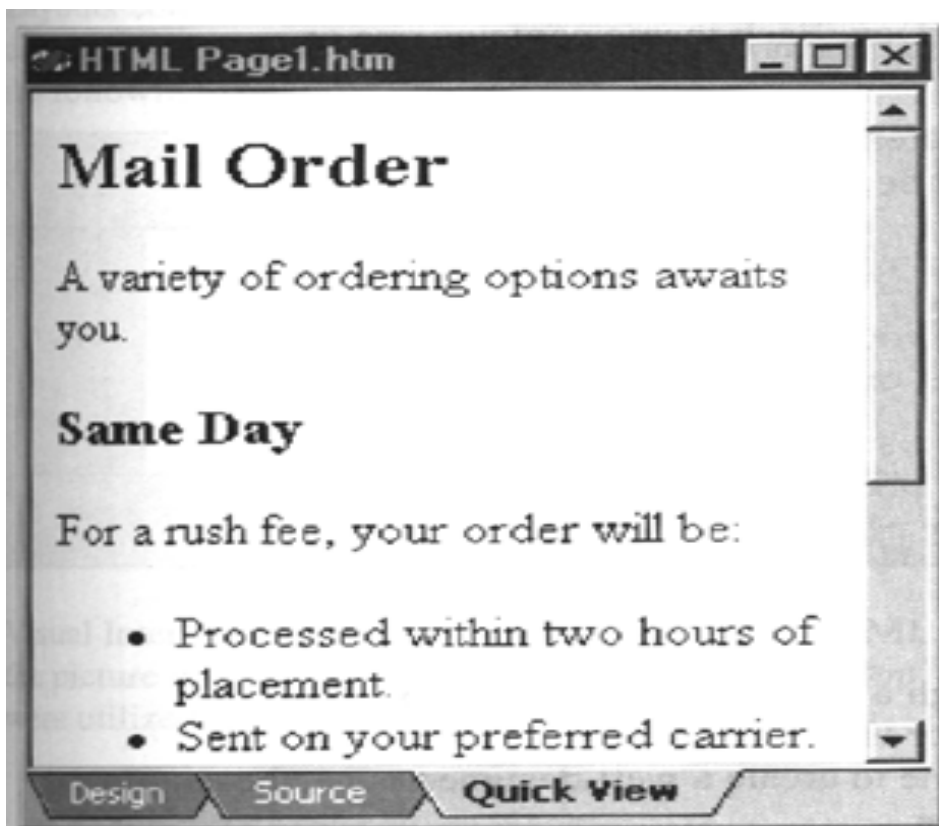 HTML Page1.htm
Mail Order
A variety of ordering options awaits
you.
Same Day
For a rush fee, your order will be:
• Processed within two hours of
placement.
• Sent on your preferred carrier.
Design Source Quick View